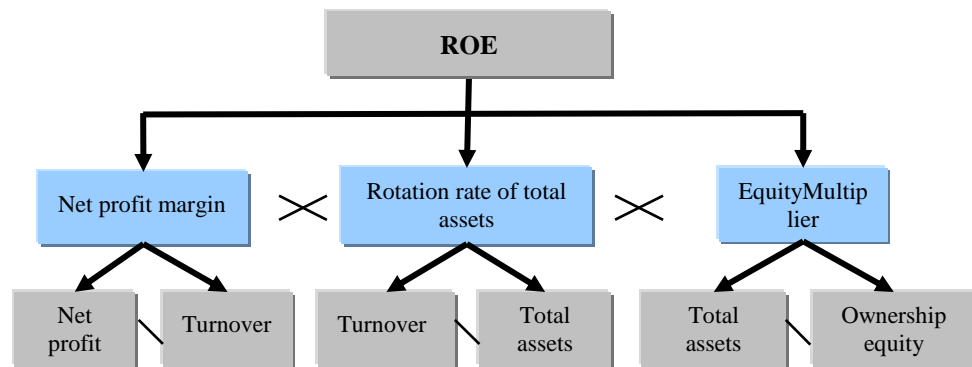 ROE
Net profit margin
Rotation rate of total
assets
EquityMultip
lier
Net
profit
Turnover
Turnover
Total
assets
Total
assets
Ownership
equity